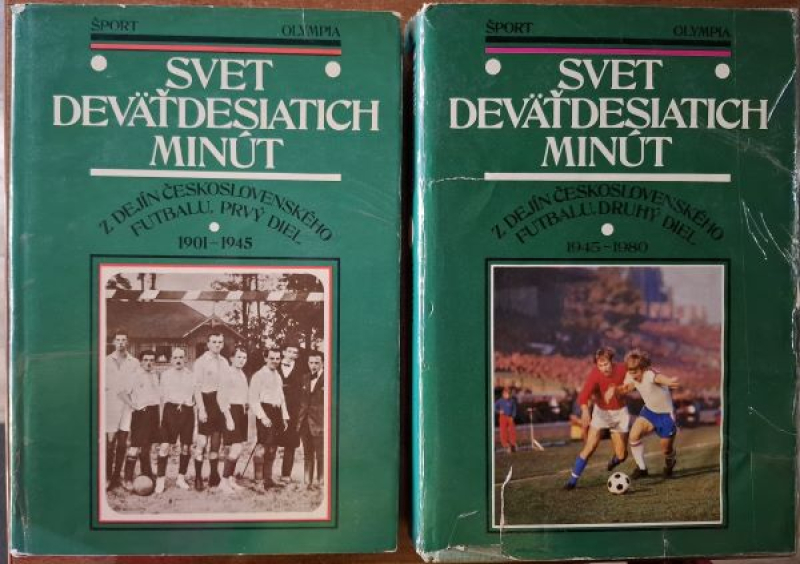 ŠPORT OLYMPIA
SVET
DEVÄŤDESIATICH
MINÚT
Z DEJÍN ČESKOSLOVENSKÉHO
FUTBALU. PRVÝ DIEL
1901-1945
ŠPORT OLYMPIA
SVET
DEVÄŤDESIATICH
MINÚT
Z DEJÍN ČESKOSLOVENSKÉHO
FUTBALU. DRUHÝ DIEL
1945-1980